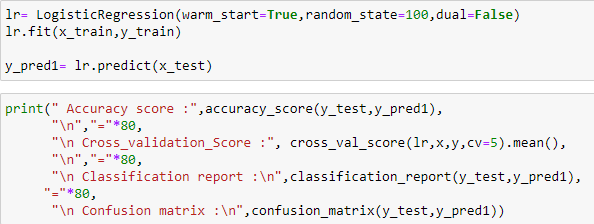 lr= LogisticRegression(warm_start=True,random_state=100,dual=False)
lr.fit(x_train,y_train)
y_pred1= lr.predict(x_test)
print(" Accuracy score :",accuracy_score(y_test,y_pred1),
"\n","="*80,
"\n Cross_validation_Score :", cross_val_score(lr,x,y,cv=5).mean(),
"\n","="*80,
"\n Classification report :\n",classification_report(y_test,y_pred1),
"="*80,
"\n Confusion matrix :\n",confusion_matrix(y_test,y_pred1))